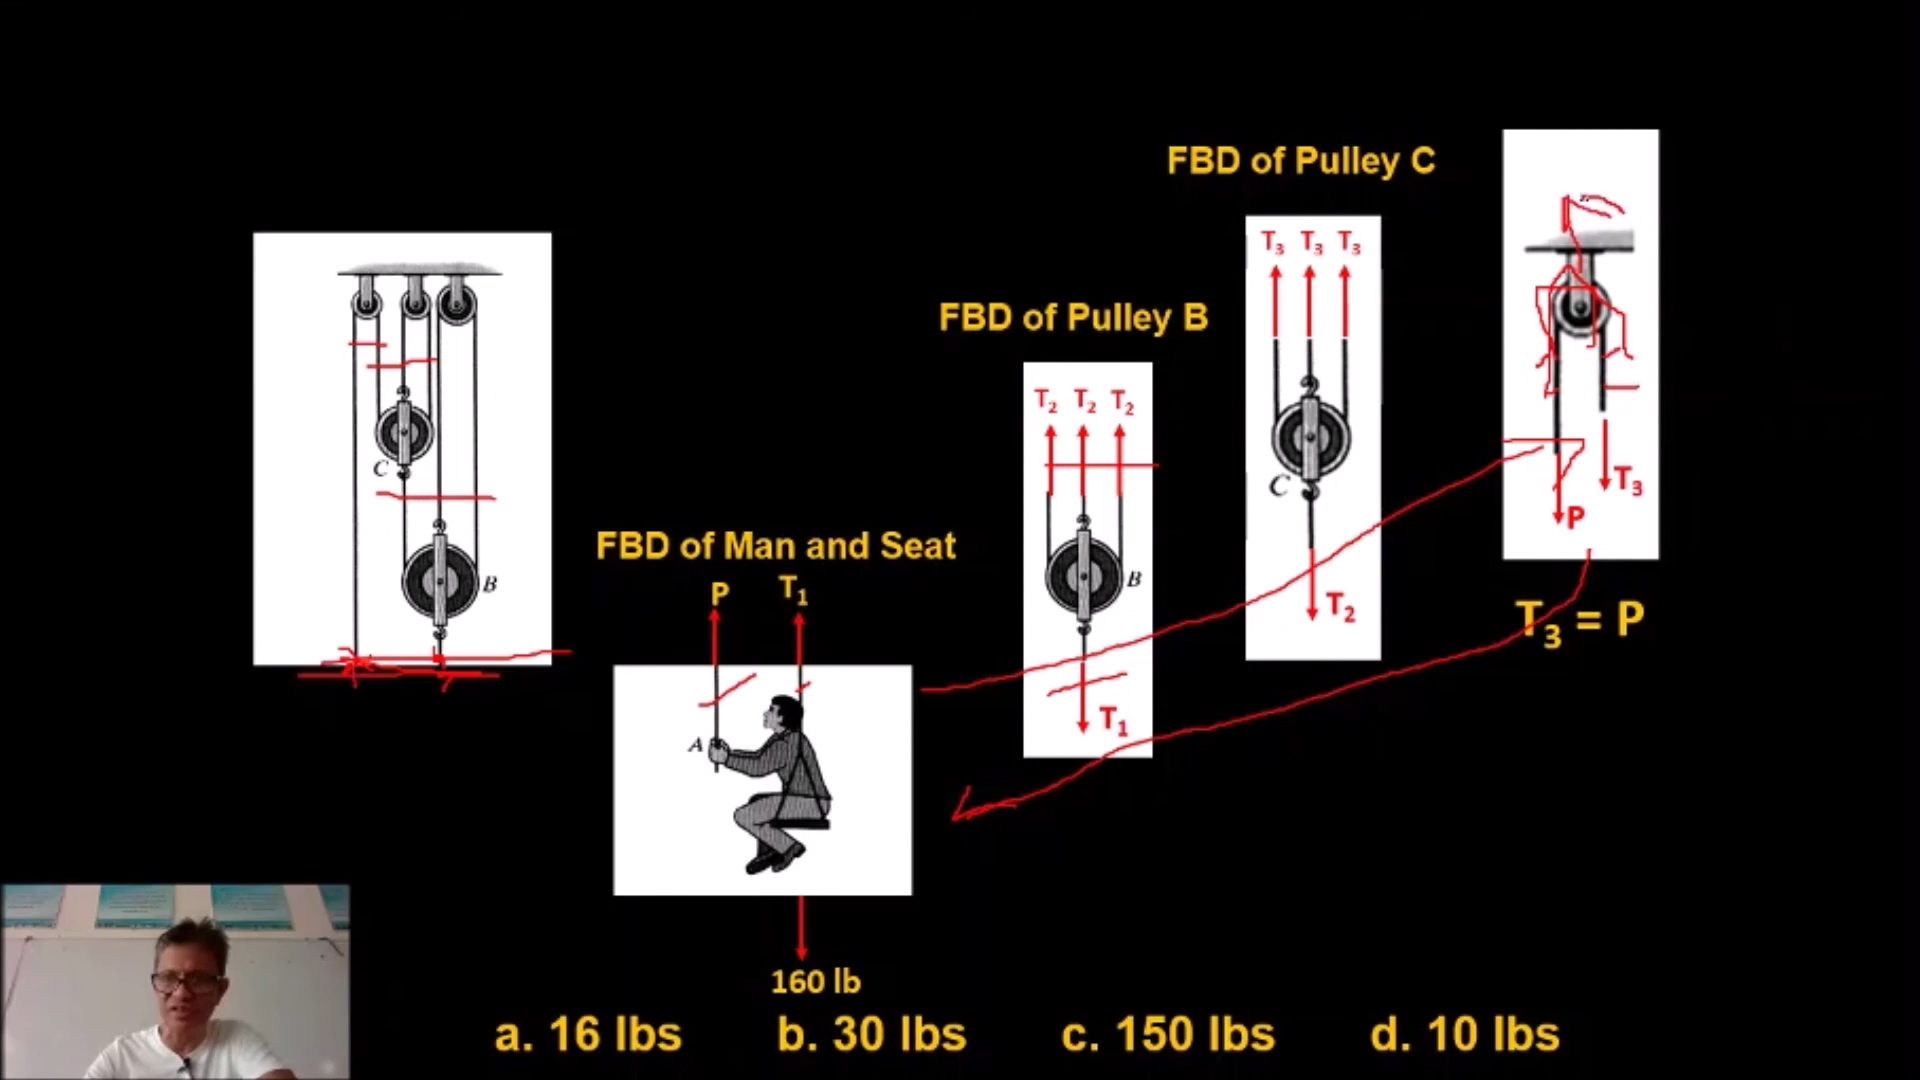 FBD of Pulley C
T3 T3 T3
C
T2
T3
P
T3 = P
FBD of Pulley B
T2 T2 T2
B
T1
C
B
FBD of Man and Seat
P T1
A
160 lb
a. 16 lbs b. 30 lbs c. 150 lbs d. 10 lbs